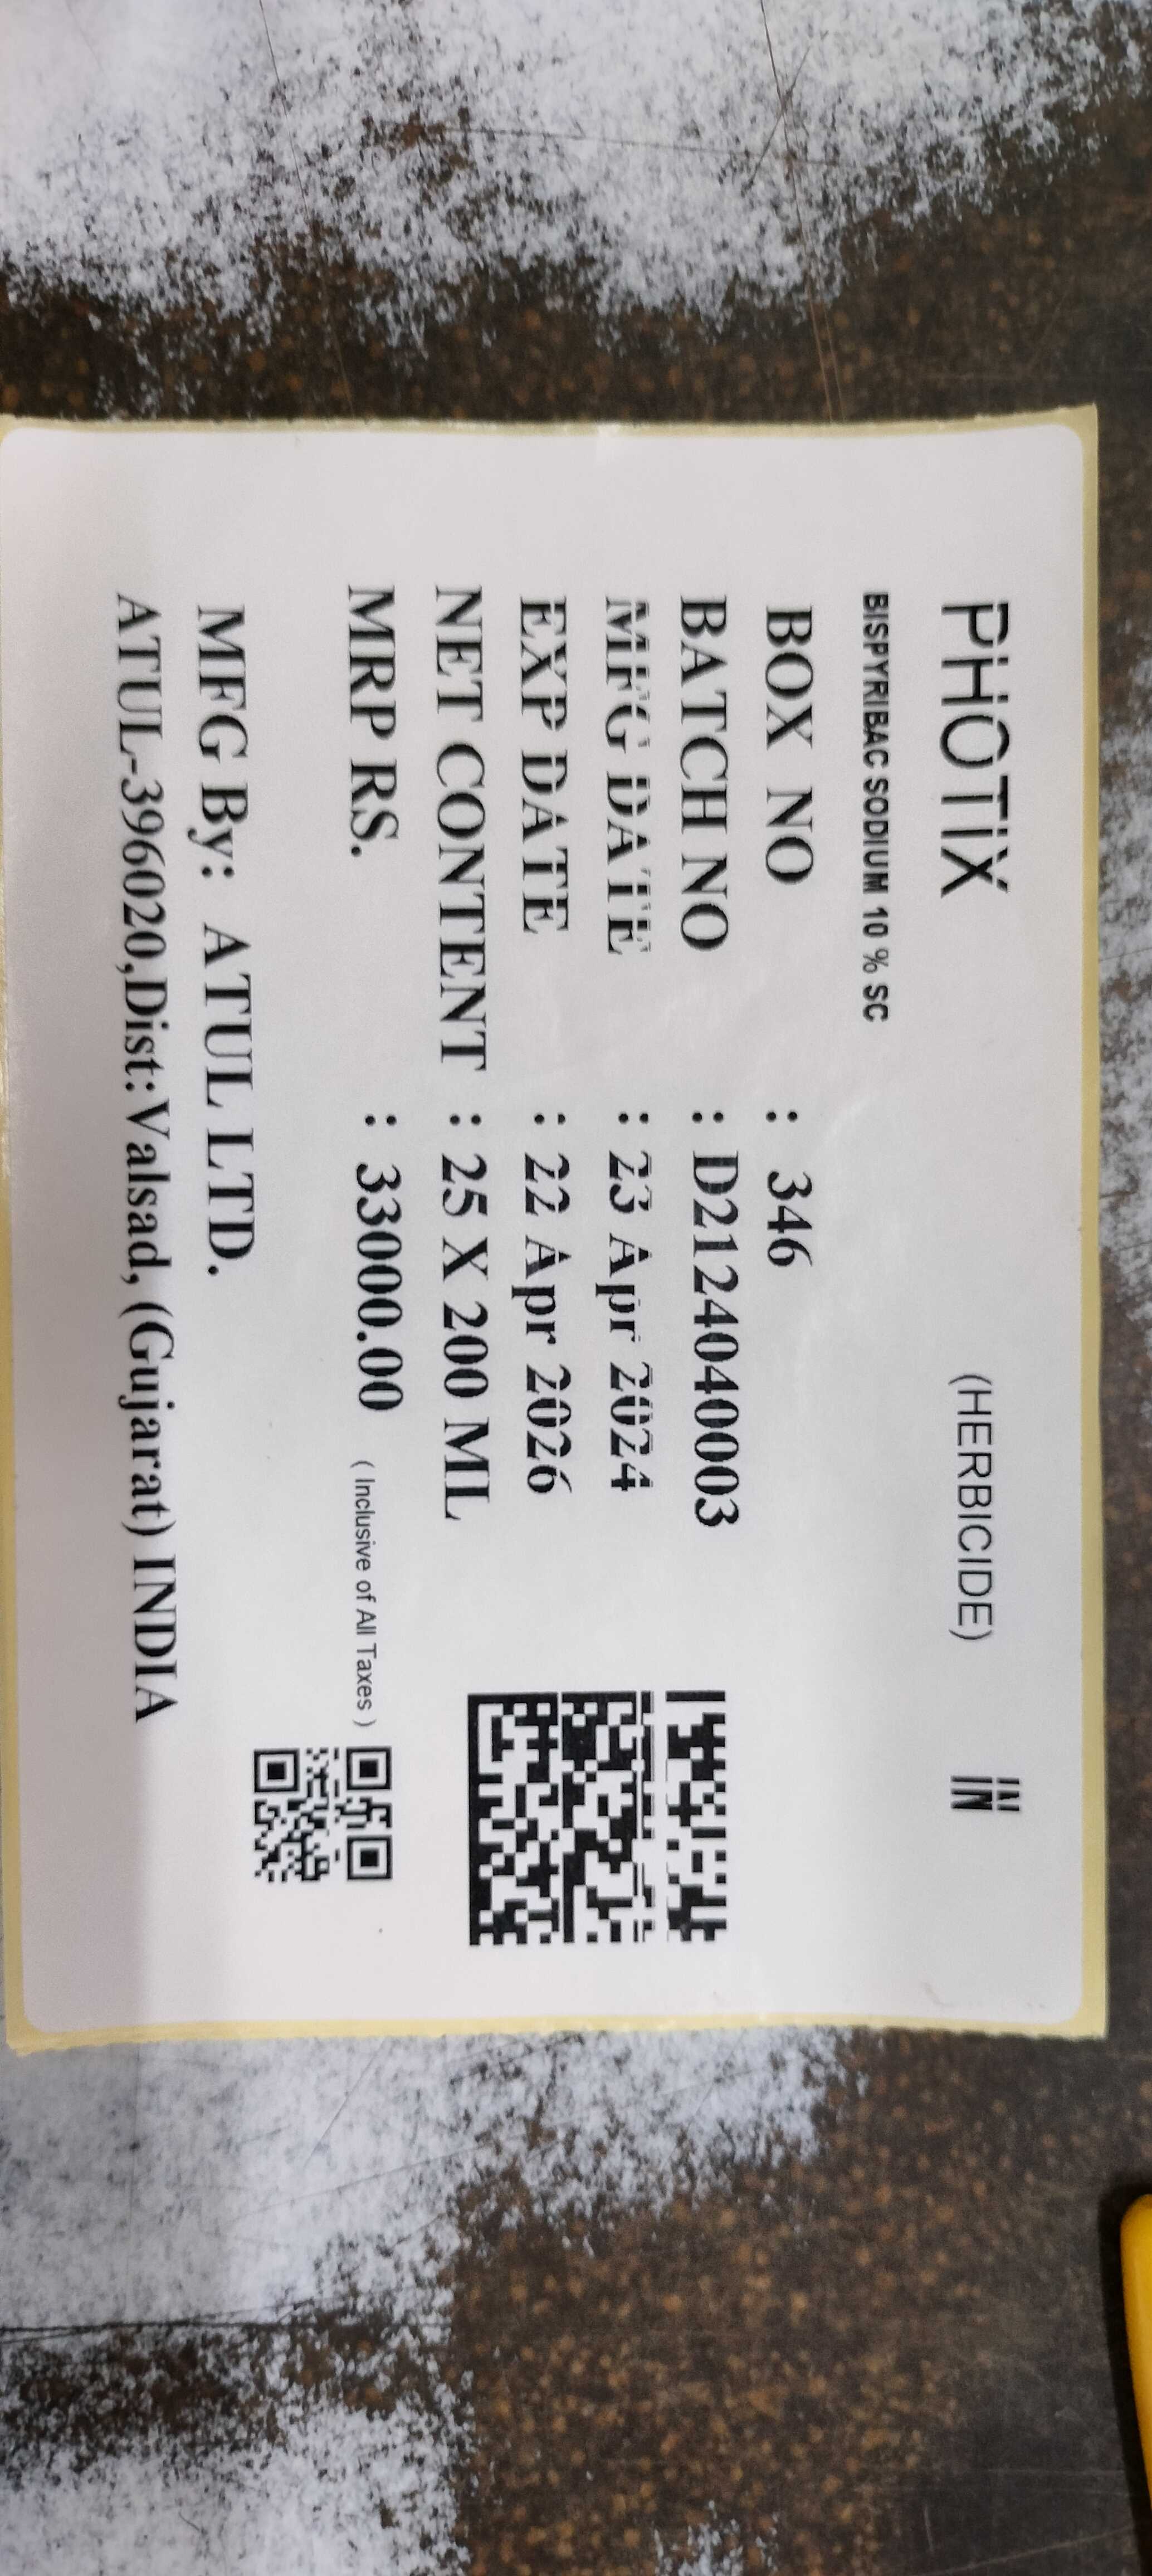 PHOTIX (HERBICIDE) IN
BISPYRIBAC SODIUM 10 % SC
BOX NO : 346
BATCH NO : D2124040003
MFG DATE : 23 Apr 2024
EXP DATE : 22 Apr 2026
NET CONTENT : 25 X 200 ML
MRP RS. : 33000.00 ( Inclusive of All Taxes )
MFG By: ATUL LTD.
ATUL-396020,Dist:Valsad, (Gujarat) INDIA